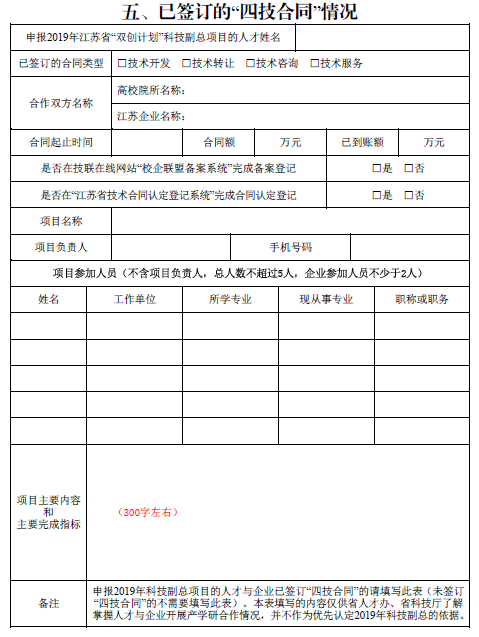 五、已签订的“四技合同”情况
申报2019年江苏省“双创计划”科技副总项目的人才姓名
已签订的合同类型 □技术开发 □技术转让 □技术咨询 □技术服务
合作双方名称
高校院所名称：
江苏企业名称：
合同起止时间 合同额 万元 已到账额 万元
是否在技联在线网站“校企联盟备案系统”完成备案登记 □是 □否
是否在“江苏省技术合同认定登记系统”完成合同认定登记 □是 □否
项目名称
项目负责人 手机号码
项目参加人员（不含项目负责人，总人数不超过5人，企业参加人员不少于2人）
姓名 工作单位 所学专业 现从事专业 职称或职务
项目主要内容
和
主要完成指标
（300字左右）
备注
申报2019年科技副总项目的人才与企业已签订“四技合同”的请填写此表（未签订
“四技合同”的不需要填写此表）。本表填写的内容仅供省人才办、省科技厅了解
掌握人才与企业开展产学研合作情况，并不作为优先认定2019年科技副总的依据。